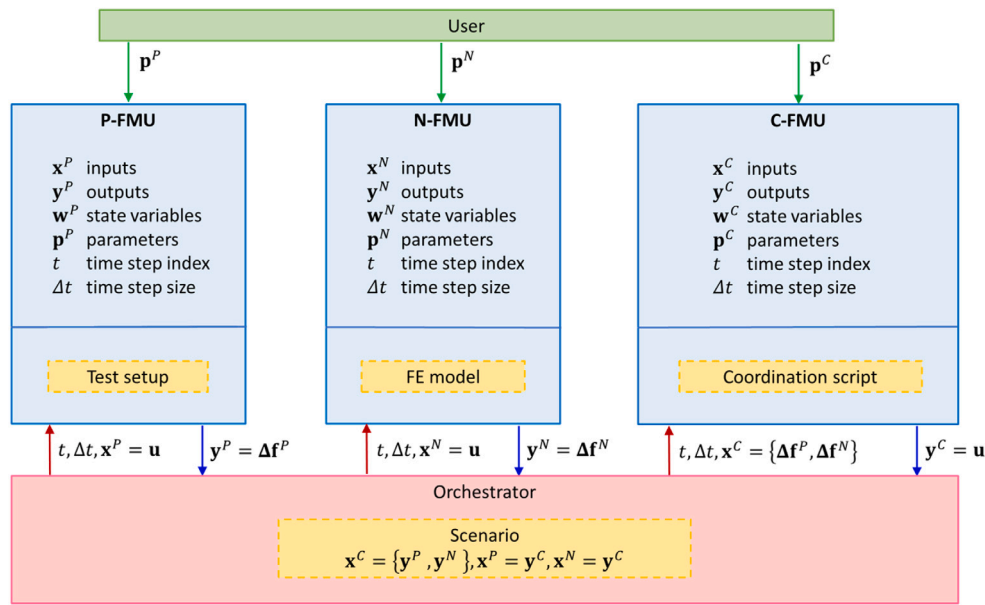 User
𝐩ᴾ
𝐩ᴺ
𝐩ᶜ
P-FMU
𝐱ᴾ inputs
𝐲ᴾ outputs
𝐰ᴾ state variables
𝐩ᴾ parameters
t time step index
Δt time step size
Test setup
N-FMU
𝐱ᴺ inputs
𝐲ᴺ outputs
𝐰ᴺ state variables
𝐩ᴺ parameters
t time step index
Δt time step size
FE model
C-FMU
𝐱ᶜ inputs
𝐲ᶜ outputs
𝐰ᶜ state variables
𝐩ᶜ parameters
t time step index
Δt time step size
Coordination script
t, Δt, 𝐱ᴾ = 𝐮
𝐲ᴾ = 𝚫𝐟ᴾ
t, Δt, 𝐱ᴺ = 𝐮
𝐲ᴺ = 𝚫𝐟ᴺ
t, Δt, 𝐱ᶜ = {𝚫𝐟ᴾ, 𝚫𝐟ᴺ}
𝐲ᶜ = 𝐮
Orchestrator
Scenario
𝐱ᶜ = {𝐲ᴾ , 𝐲ᴺ }, 𝐱ᴾ = 𝐲ᶜ, 𝐱ᴺ = 𝐲ᶜ